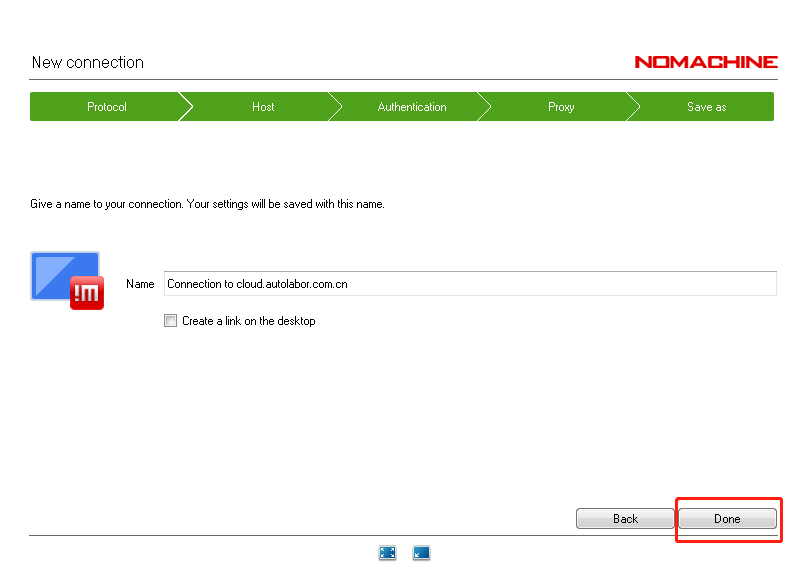 New connection
NOMACHINE
Protocol
Host
Authentication
Proxy
Save as
Give a name to your connection. Your settings will be saved with this name.
!M
Name
Connection to cloud.autolabor.com.cn
Create a link on the desktop
Back
Done